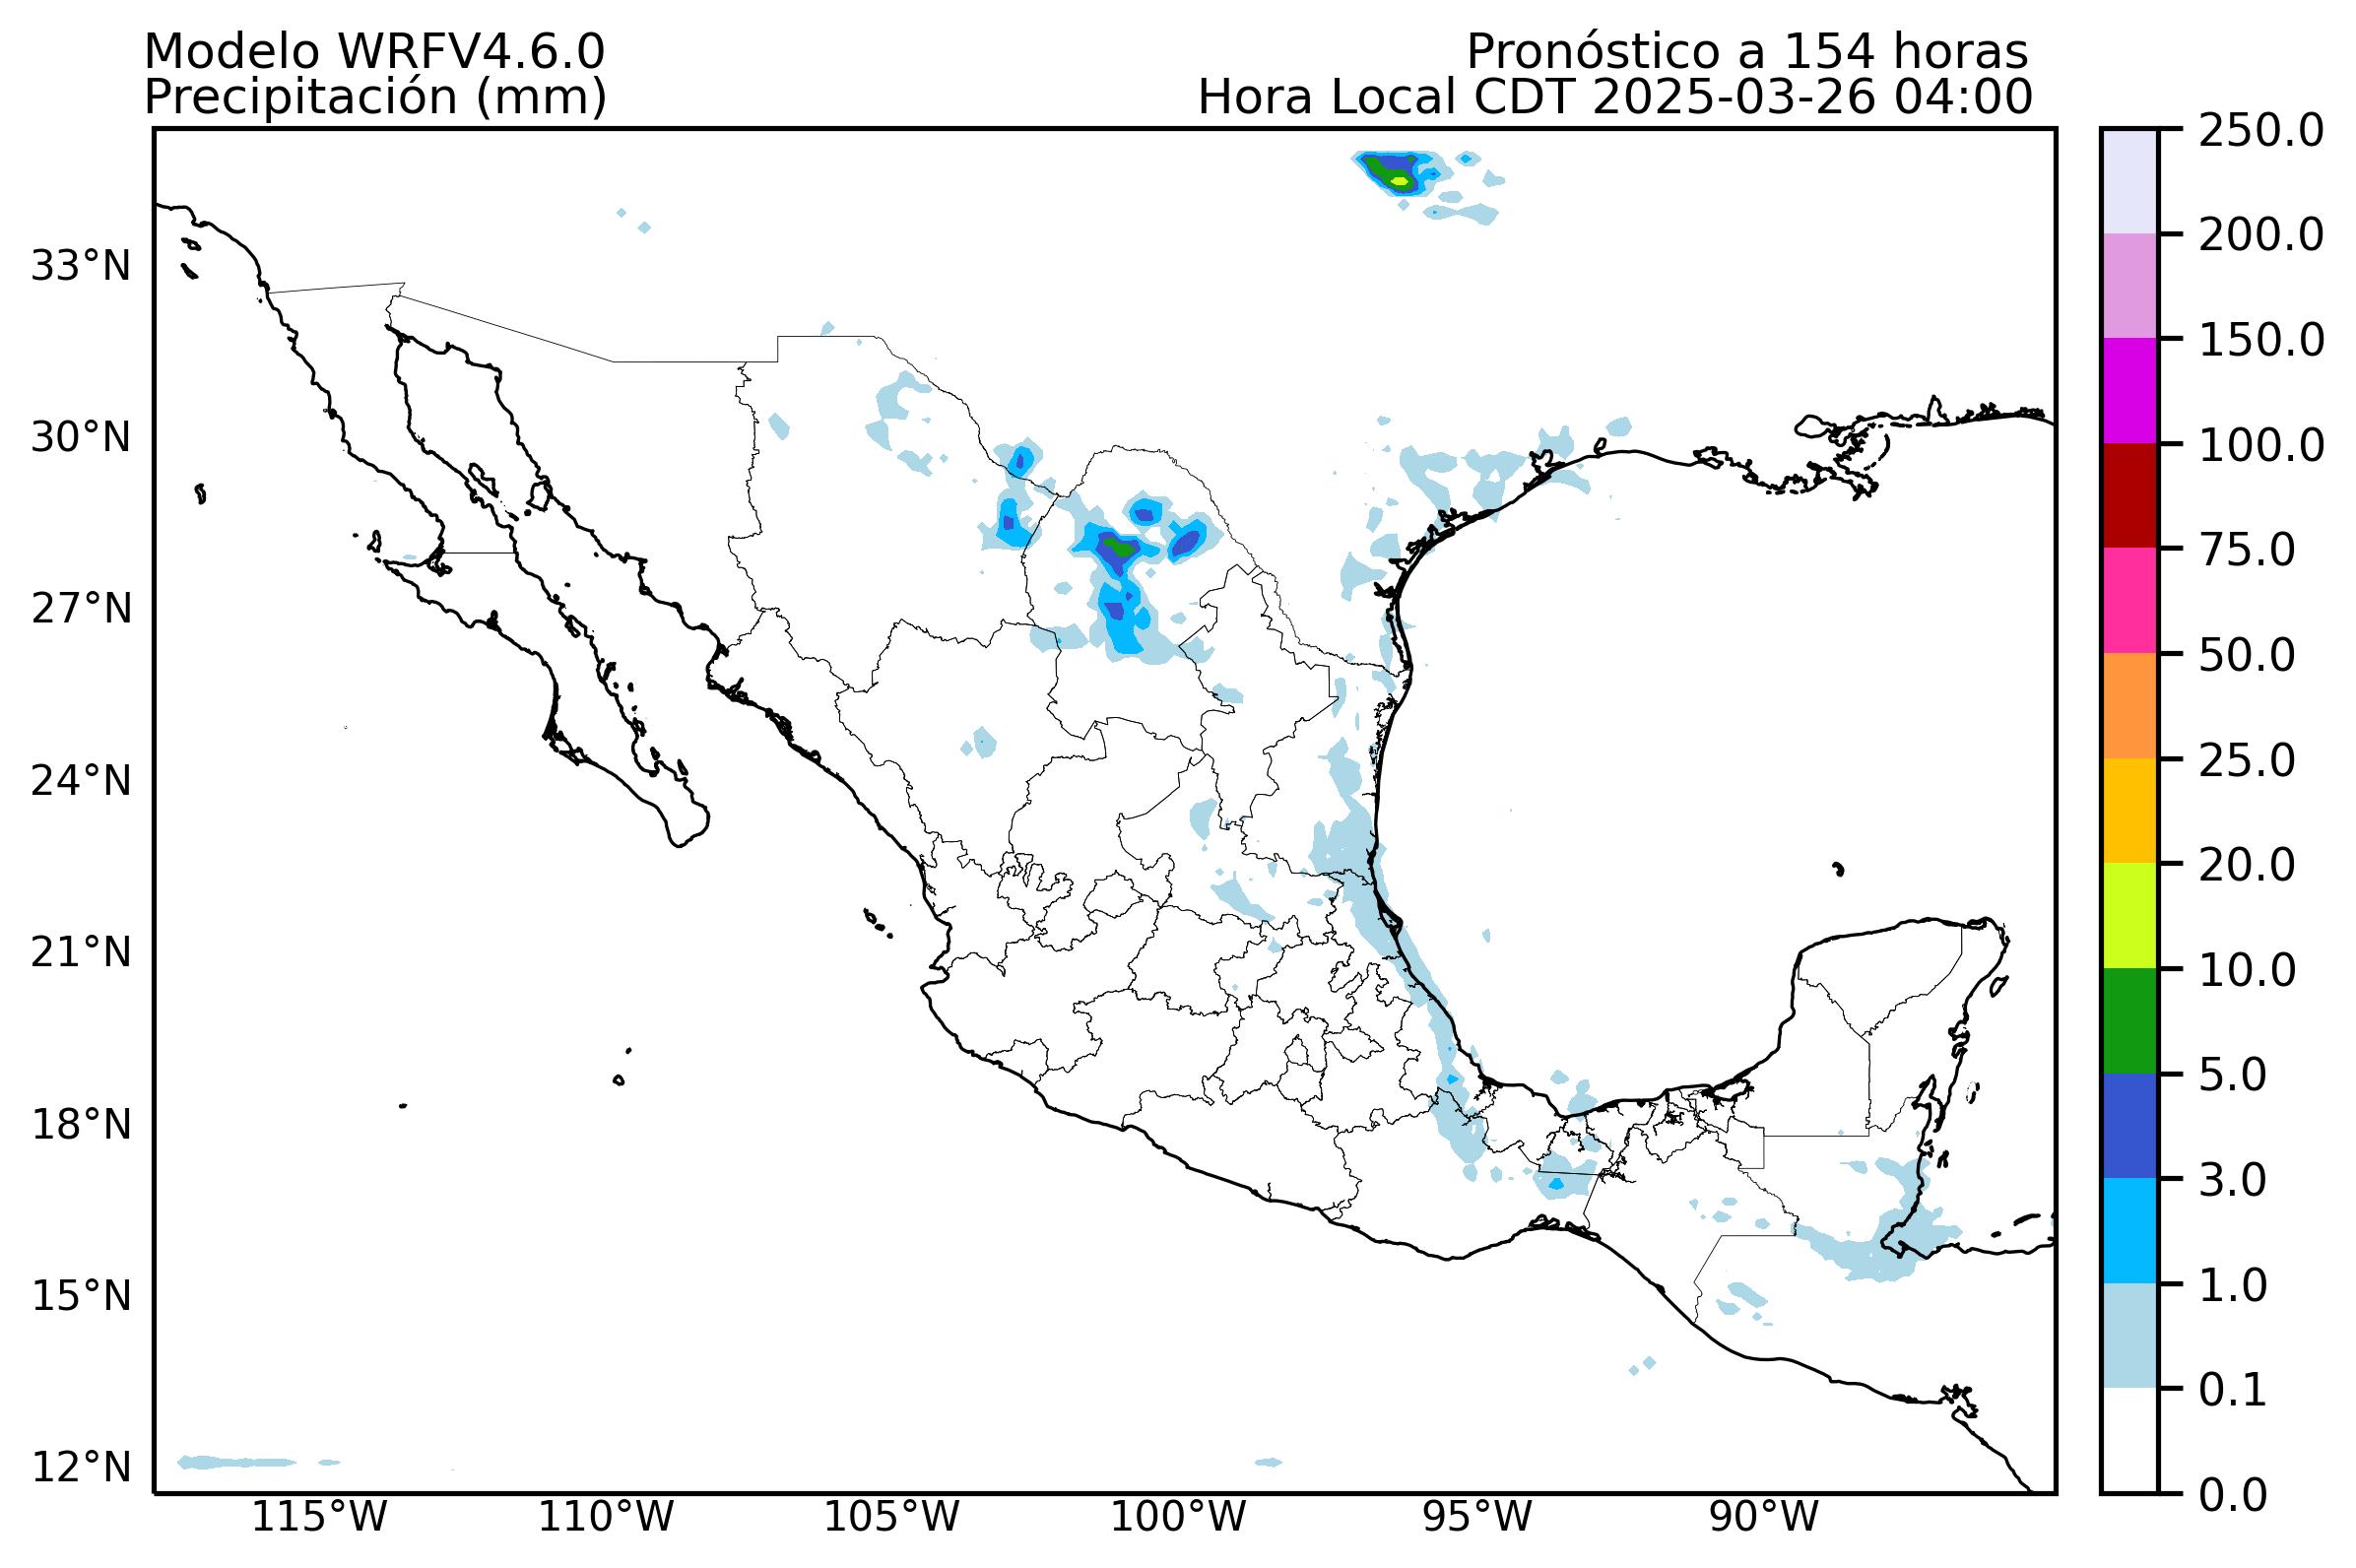 Modelo WRFV4.6.0
Pronóstico a 154 horas
Precipitación (mm)
Hora Local CDT 2025-03-26 04:00
250.0
200.0
150.0
100.0
75.0
50.0
25.0
20.0
10.0
5.0
3.0
1.0
0.1
0.0
33°N
30°N
27°N
24°N
21°N
18°N
15°N
12°N
115°W
110°W
105°W
100°W
95°W
90°W